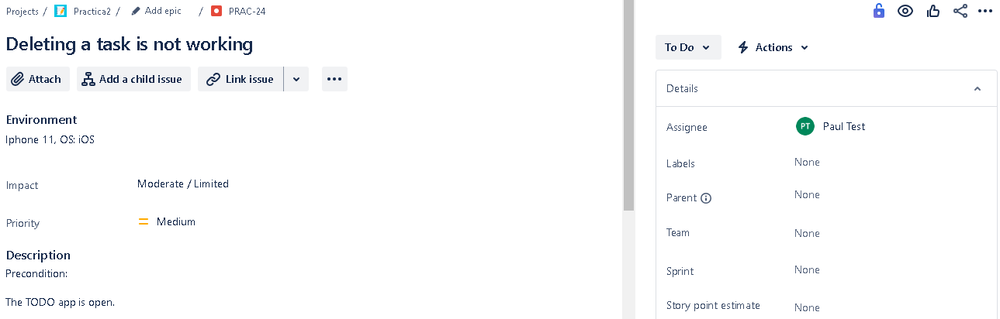 Projects / Practica2 / Add epic / PRAC-24
Deleting a task is not working
Attach Add a child issue Link issue
Environment
Iphone 11, OS: iOS
Impact Moderate / Limited
Priority Medium
Description
Precondition:
The TODO app is open.
To Do Actions
Details
Assignee PT Paul Test
Labels None
Parent None
Team None
Sprint None
Story point estimate None